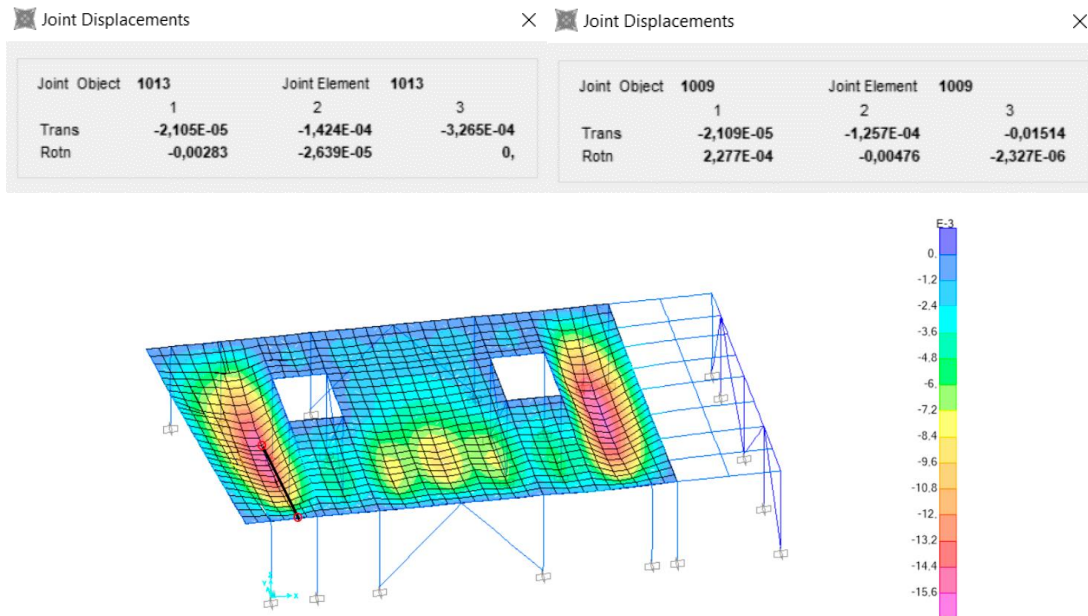 Joint Displacements
Joint Object 1013 Joint Element 1013
1 2 3
Trans -2,105E-05 -1,424E-04 -3,265E-04
Rotn -0,00283 -2,639E-05 0,
Joint Displacements
Joint Object 1009 Joint Element 1009
1 2 3
Trans -2,109E-05 -1,257E-04 -0,01514
Rotn 2,277E-04 -0,00476 -2,327E-06
E-3
0,
-1,2
-2,4
-3,6
-4,8
-6,
-7,2
-8,4
-9,6
-10,8
-12,
-13,2
-14,4
-15,6
Z
Y
X